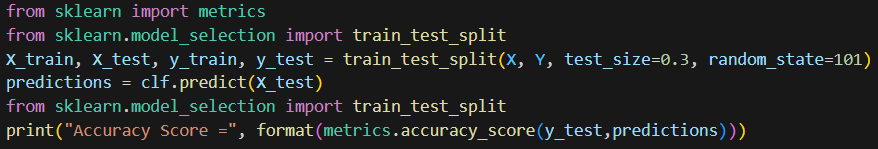 from sklearn import metrics
from sklearn.model_selection import train_test_split
X_train, X_test, y_train, y_test = train_test_split(X, Y, test_size=0.3, random_state=101)
predictions = clf.predict(X_test)
from sklearn.model_selection import train_test_split
print("Accuracy Score =", format(metrics.accuracy_score(y_test,predictions)))